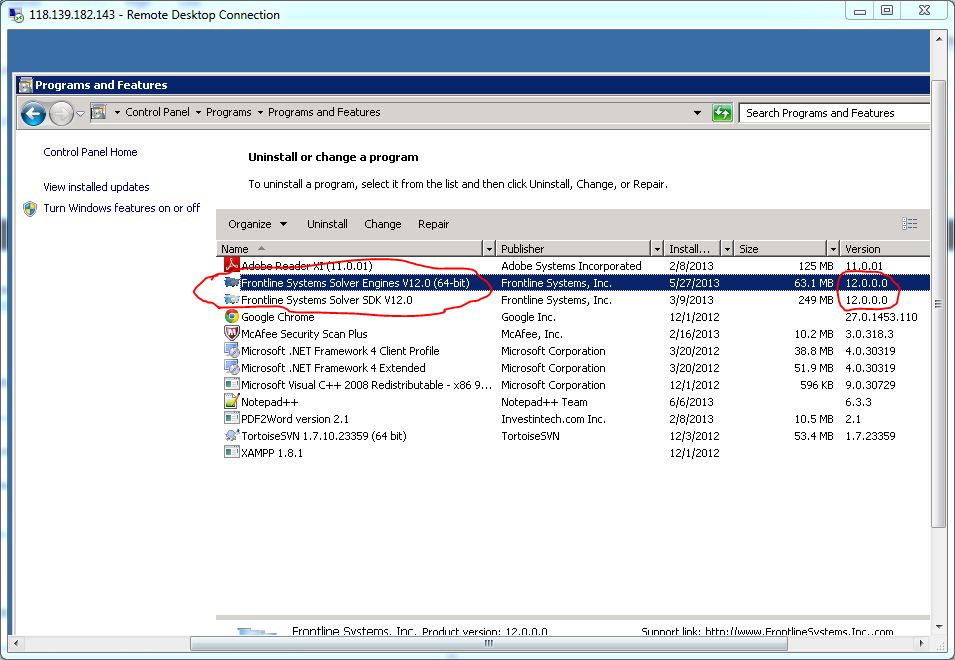 118.139.182.143 - Remote Desktop Connection
Programs and Features
Control Panel Programs Programs and Features Search Programs and Features
Control Panel Home
View installed updates
Turn Windows features on or off
Uninstall or change a program
To uninstall a program, select it from the list and then click Uninstall, Change, or Repair.
Organize Uninstall Change Repair
Name Publisher Install... Size Version
Adobe Reader XI (11.0.01) Adobe Systems Incorporated 2/8/2013 125 MB 11.0.01
Frontline Systems Solver Engines V12.0 (64-bit) Frontline Systems, Inc. 5/27/2013 63.1 MB 12.0.0.0
Frontline Systems Solver SDK V12.0 Frontline Systems, Inc. 3/9/2013 249 MB 12.0.0.0
Google Chrome Google Inc. 12/1/2012 27.0.1453.110
McAfee Security Scan Plus McAfee, Inc. 2/16/2013 10.2 MB 3.0.318.3
Microsoft .NET Framework 4 Client Profile Microsoft Corporation 3/20/2012 38.8 MB 4.0.30319
Microsoft .NET Framework 4 Extended Microsoft Corporation 3/20/2012 51.9 MB 4.0.30319
Microsoft Visual C++ 2008 Redistributable - x86 9... Microsoft Corporation 12/1/2012 596 KB 9.0.30729
Notepad++ Notepad++ Team 6/6/2013 6.3.3
PDF2Word version 2.1 Investintech.com Inc. 2/8/2013 10.5 MB 2.1
TortoiseSVN 1.7.10.23359 (64 bit) TortoiseSVN 12/3/2012 53.4 MB 1.7.23359
XAMPP 1.8.1 12/1/2012
Frontline Systems, Inc. Product version: 12.0.0.0 Support link: http://www.FrontlineSystems,Inc..com